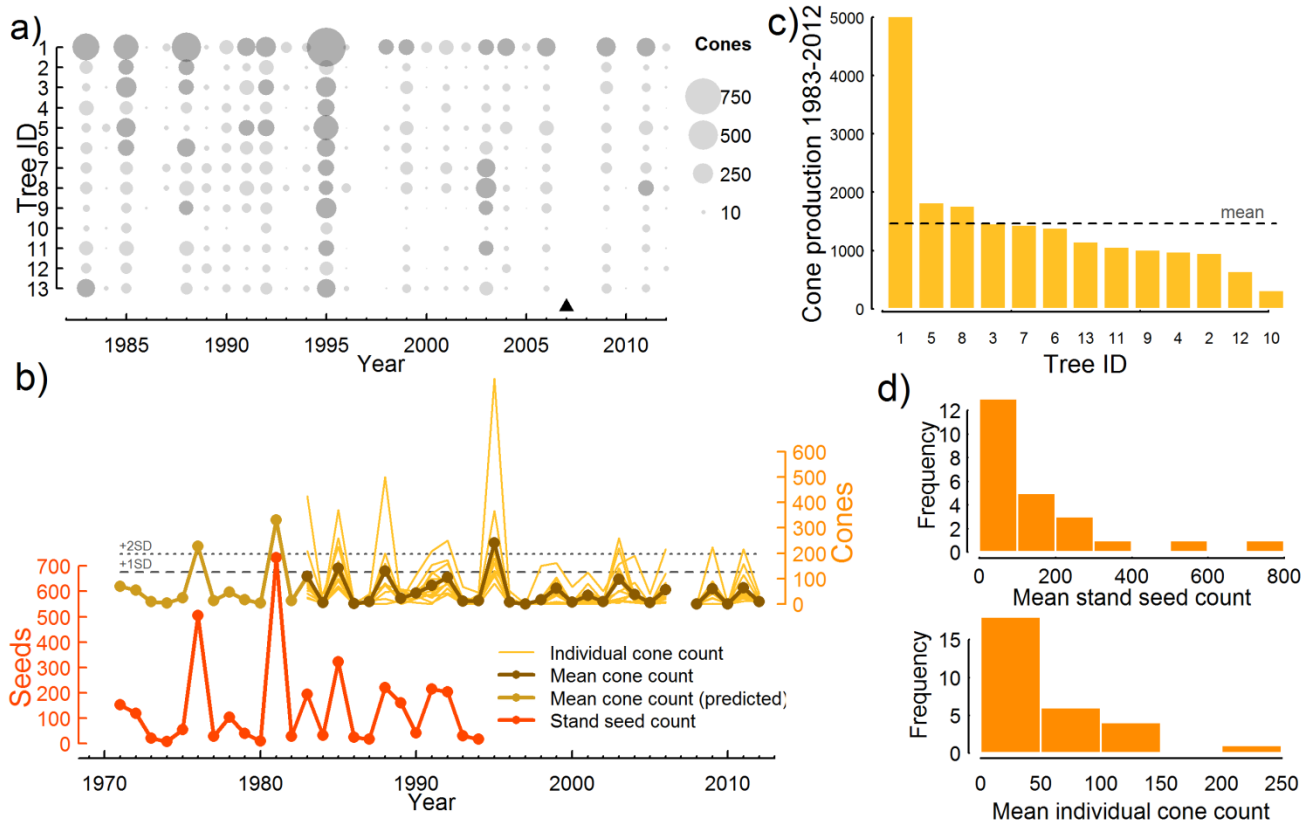 a)
Cones
750
500
250
10
Tree ID
1
2
3
4
5
6
7
8
9
10
11
12
13
1985 1990 1995 2000 2005 2010
Year
c)
Cone production 1983-2012
5000
4000
3000
2000
1000
0
mean
1 5 8 3 7 6 13 11 9 4 2 12 10
Tree ID
b)
Cones
600
500
400
300
200
100
0
+2SD
+1SD
Seeds
700
600
500
400
300
200
100
0
Individual cone count
Mean cone count
Mean cone count (predicted)
Stand seed count
1970 1980 1990 2000 2010
Year
d)
Frequency
12
10
8
6
4
2
0
0 200 400 600 800
Mean stand seed count
Frequency
15
10
5
0
0 50 100 150 200 250
Mean individual cone count